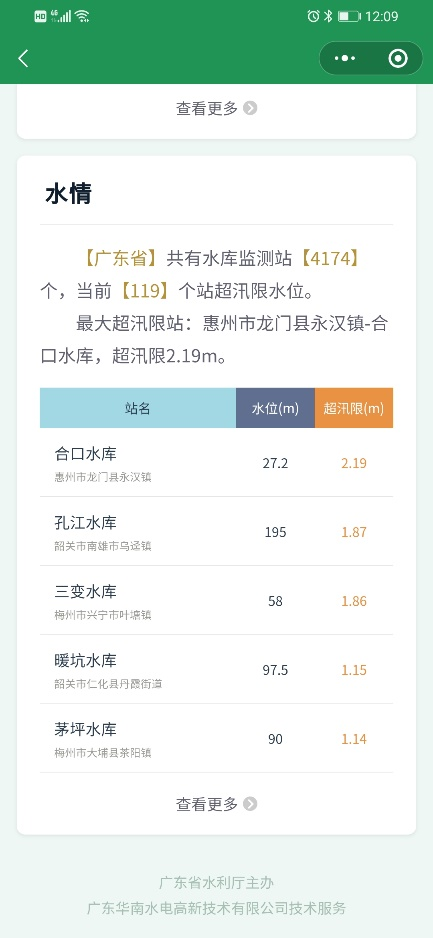 HD 4G 12:09
查看更多
水情
【广东省】共有水库监测站【4174】
个，当前【119】个站超汛限水位。
最大超汛限站：惠州市龙门县永汉镇-合
口水库，超汛限2.19m。
站名 水位(m) 超汛限(m)
合口水库
惠州市龙门县永汉镇
27.2 2.19
孔江水库
韶关市南雄市乌迳镇
195 1.87
三变水库
梅州市兴宁市叶塘镇
58 1.86
暖坑水库
韶关市仁化县丹霞街道
97.5 1.15
茅坪水库
梅州市大埔县茶阳镇
90 1.14
查看更多
广东省水利厅主办
广东华南水电高新技术有限公司技术服务